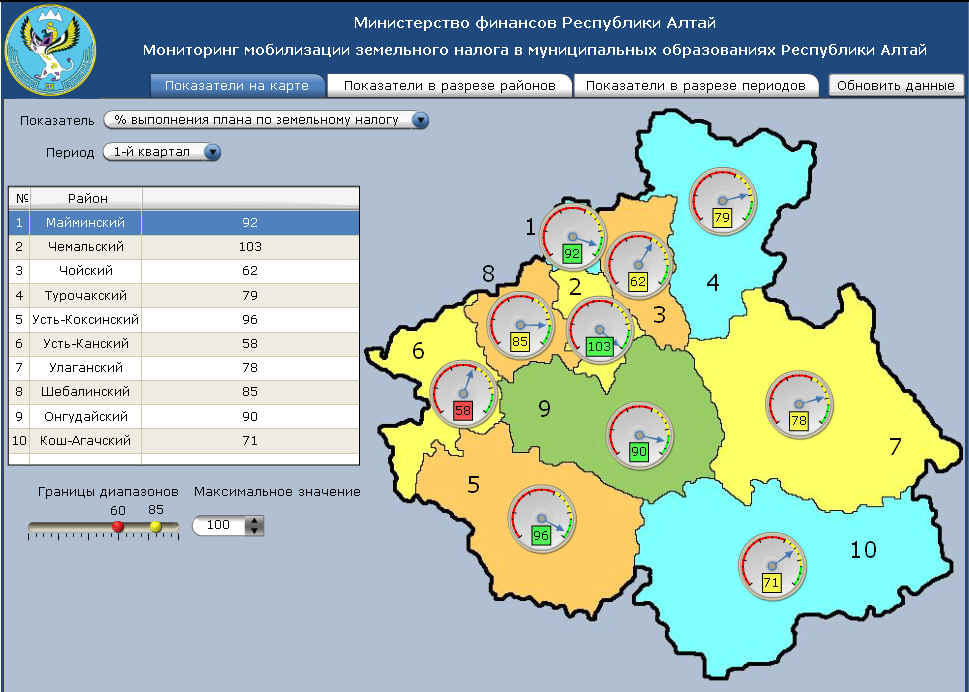 Министерство финансов Республики Алтай
Мониторинг мобилизации земельного налога в муниципальных образованиях Республики Алтай
Показатели на карте
Показатели в разрезе районов
Показатели в разрезе периодов
Обновить данные
Показатель % выполнения плана по земельному налогу
Период 1-й квартал
№ Район
1 Майминский 92
2 Чемальский 103
3 Чойский 62
4 Турочакский 79
5 Усть-Коксинский 96
6 Усть-Канский 58
7 Улаганский 78
8 Шебалинский 85
9 Онгудайский 90
10 Кош-Агачский 71
Границы диапазонов
60 85
Максимальное значение
100
1
92
79
4
62
3
8
2
85
103
6
58
9
90
78
7
5
96
10
71